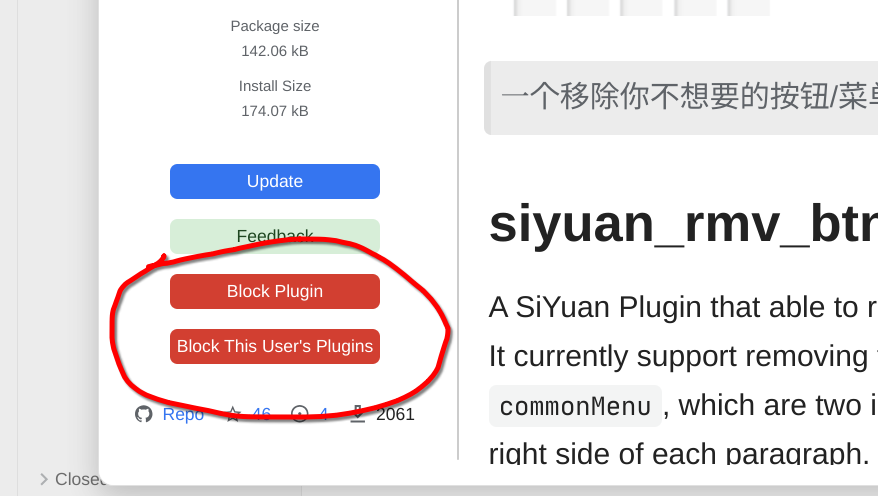 Package size
142.06 kB
Install Size
174.07 kB
Update
Feedback
Block Plugin
Block This User's Plugins
Repo 46 4 2061
Closed
一个移除你不想要的按钮/菜单
siyuan_rmv_btn
A SiYuan Plugin that able to r
It currently support removing
commonMenu, which are two i
right side of each paragraph.